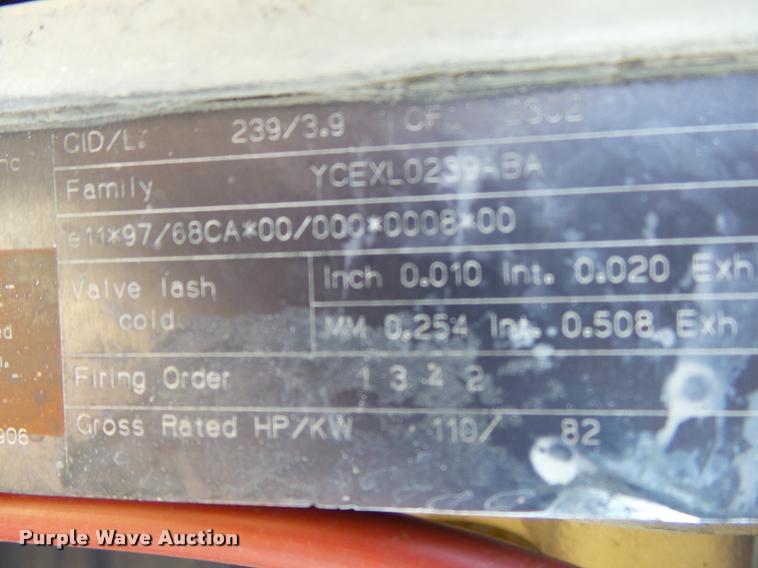 CID/L: 239/3.9
Family YCEXL0239ABA
e11*97/68CA*00/000*0008*00
Valve lash cold
Inch 0.010 Int. 0.020 Exh
MM 0.254 Int. 0.508 Exh
Firing Order 1 3 4 2
Gross Rated HP/KW 110/ 82
906
Purple Wave Auction